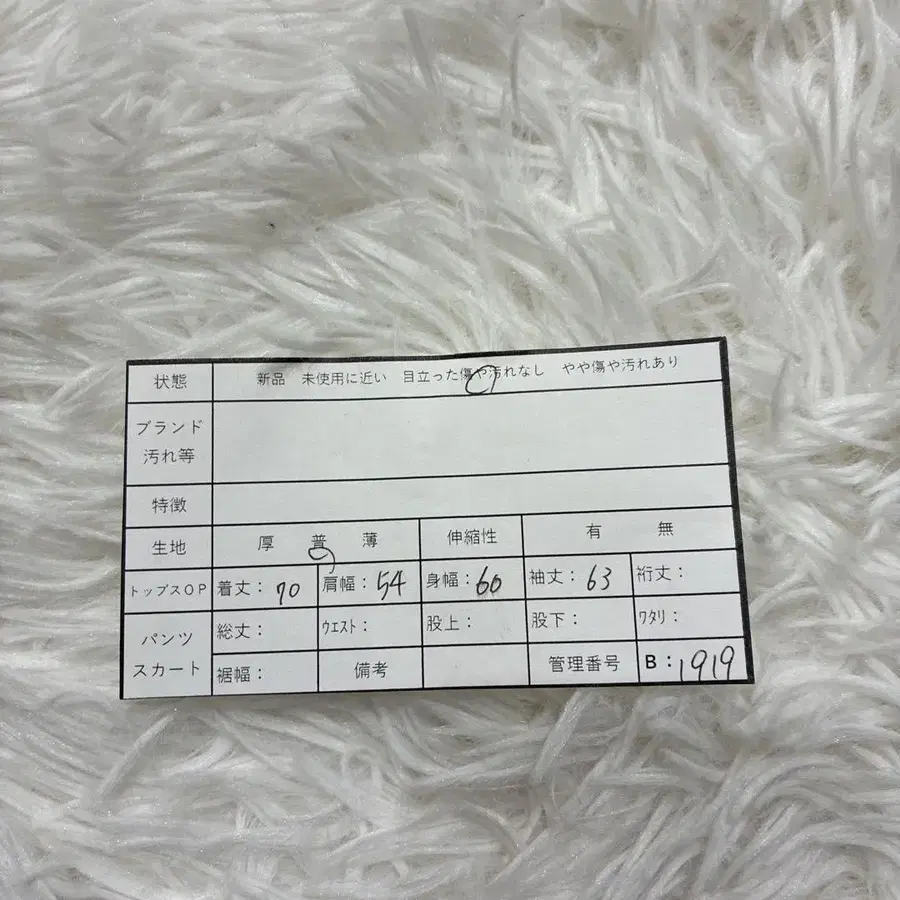 状態 新品 未使用に近い 目立った傷や汚れなし やや傷や汚れあり
ブランド
汚れ等
特徴
生地 厚 普 薄 伸縮性 有 無
トップスOP 着丈: 70 肩幅: 54 身幅: 60 袖丈: 63 裄丈:
パンツ
スカート
総丈: ウエスト: 股上: 股下: ワタリ:
裾幅: 備考 管理番号 B: 1919